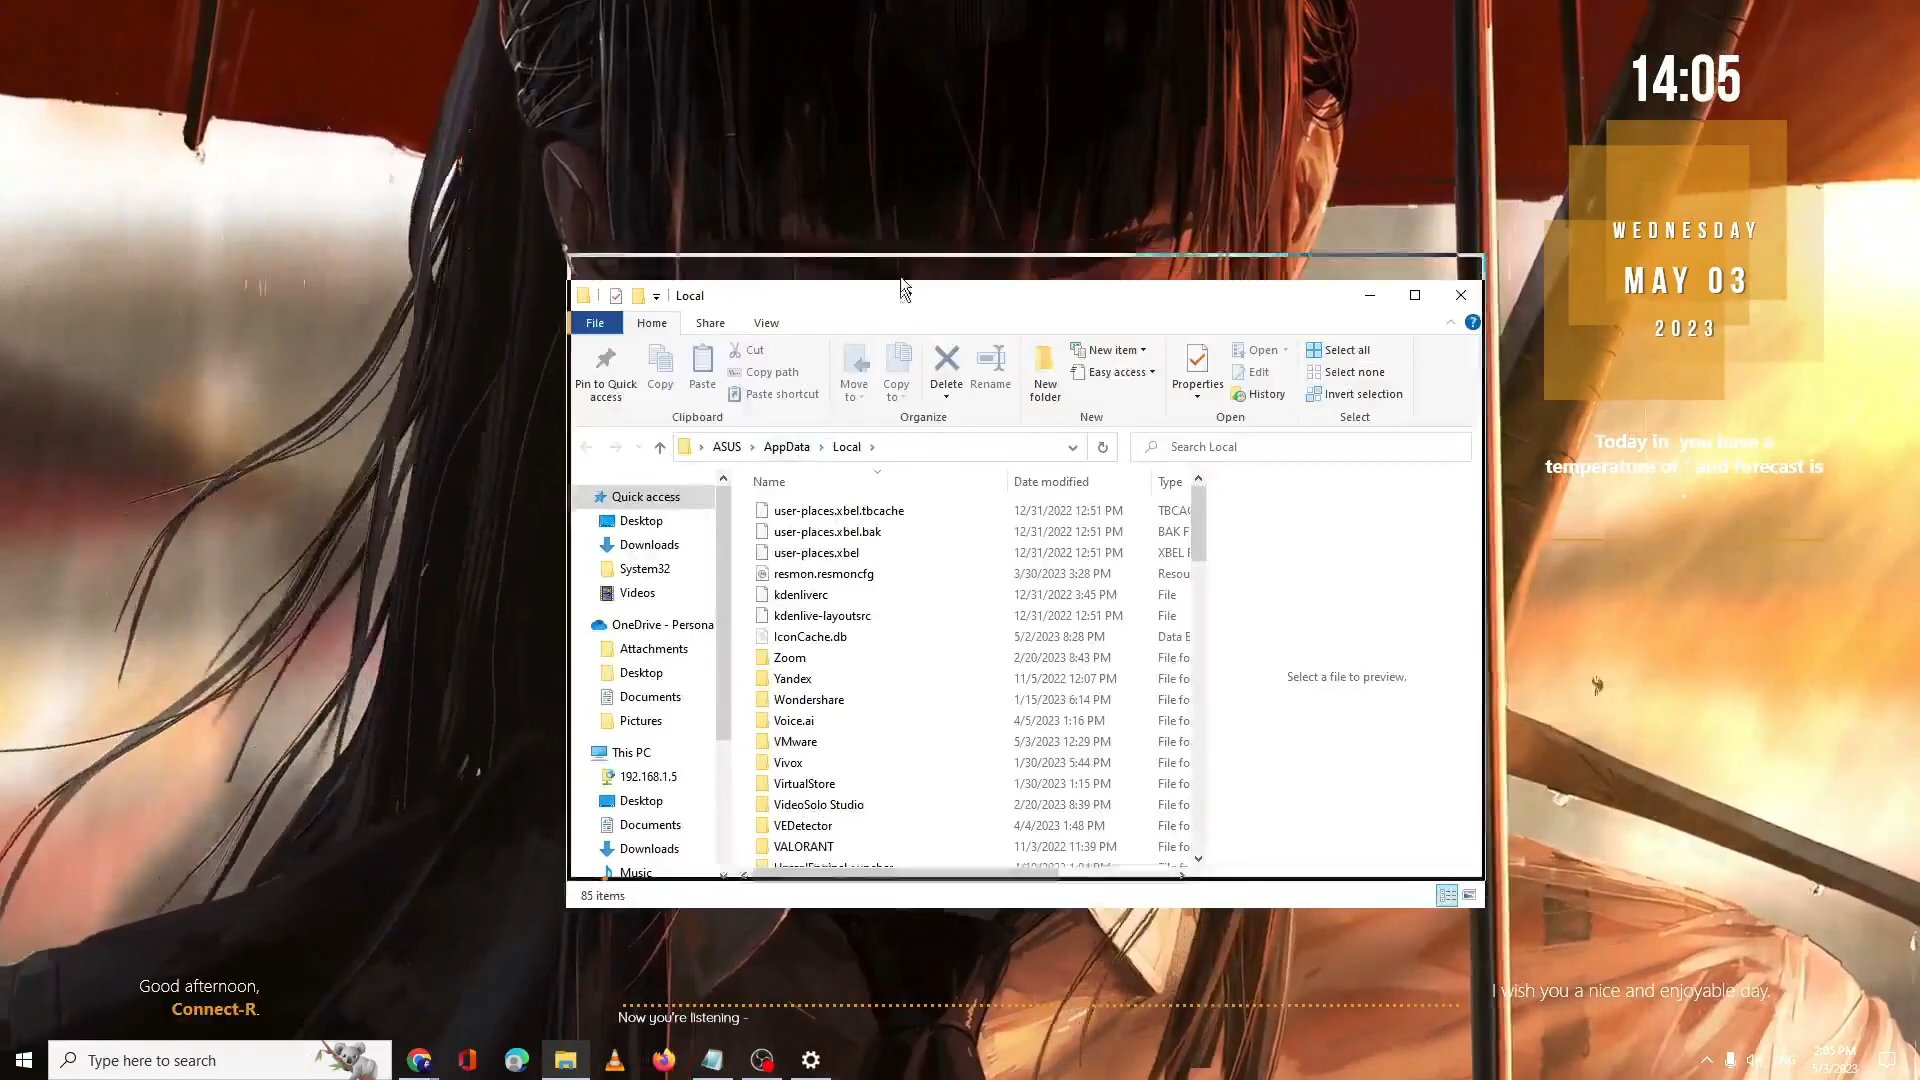 14:05
WEDNESDAY
MAY 03
2023
Today in you have a
temperature of ° and forecast is
.
Local
File Home Share View
Pin to Quick access
Copy
Paste
Cut
Copy path
Paste shortcut
Clipboard
Move to
Copy to
Delete
Rename
Organize
New folder
New item
Easy access
New
Properties
Open
Edit
History
Open
Select all
Select none
Invert selection
Select
ASUS > AppData > Local >
Search Local
Quick access
Desktop
Downloads
System32
Videos
OneDrive - Persona
Attachments
Desktop
Documents
Pictures
This PC
192.168.1.5
Desktop
Documents
Downloads
Music
Name Date modified Type
user-places.xbel.tbcache 12/31/2022 12:51 PM TBCA
user-places.xbel.bak 12/31/2022 12:51 PM BAK F
user-places.xbel 12/31/2022 12:51 PM XBEL
resmon.resmoncfg 3/30/2023 3:28 PM Resou
kdenliverc 12/31/2022 3:45 PM File
kdenlive-layoutsrc 12/31/2022 12:51 PM File
IconCache.db 5/2/2023 8:28 PM Data B
Zoom 2/20/2023 8:43 PM File fo
Yandex 11/5/2022 12:07 PM File fo
Wondershare 1/15/2023 6:14 PM File fo
Voice.ai 4/5/2023 1:16 PM File fo
VMware 5/3/2023 12:29 PM File fo
Vivox 1/30/2023 5:44 PM File fo
VirtualStore 1/30/2023 1:15 PM File fo
VideoSolo Studio 2/20/2023 8:39 PM File fo
VEDetector 4/4/2023 1:48 PM File fo
VALORANT 11/3/2022 11:39 PM File fo
Select a file to preview.
85 items
Good afternoon,
Connect-R.
Now you're listening -
I wish you a nice and enjoyable day.
Type here to search
ENG
2:05 PM
5/3/2023